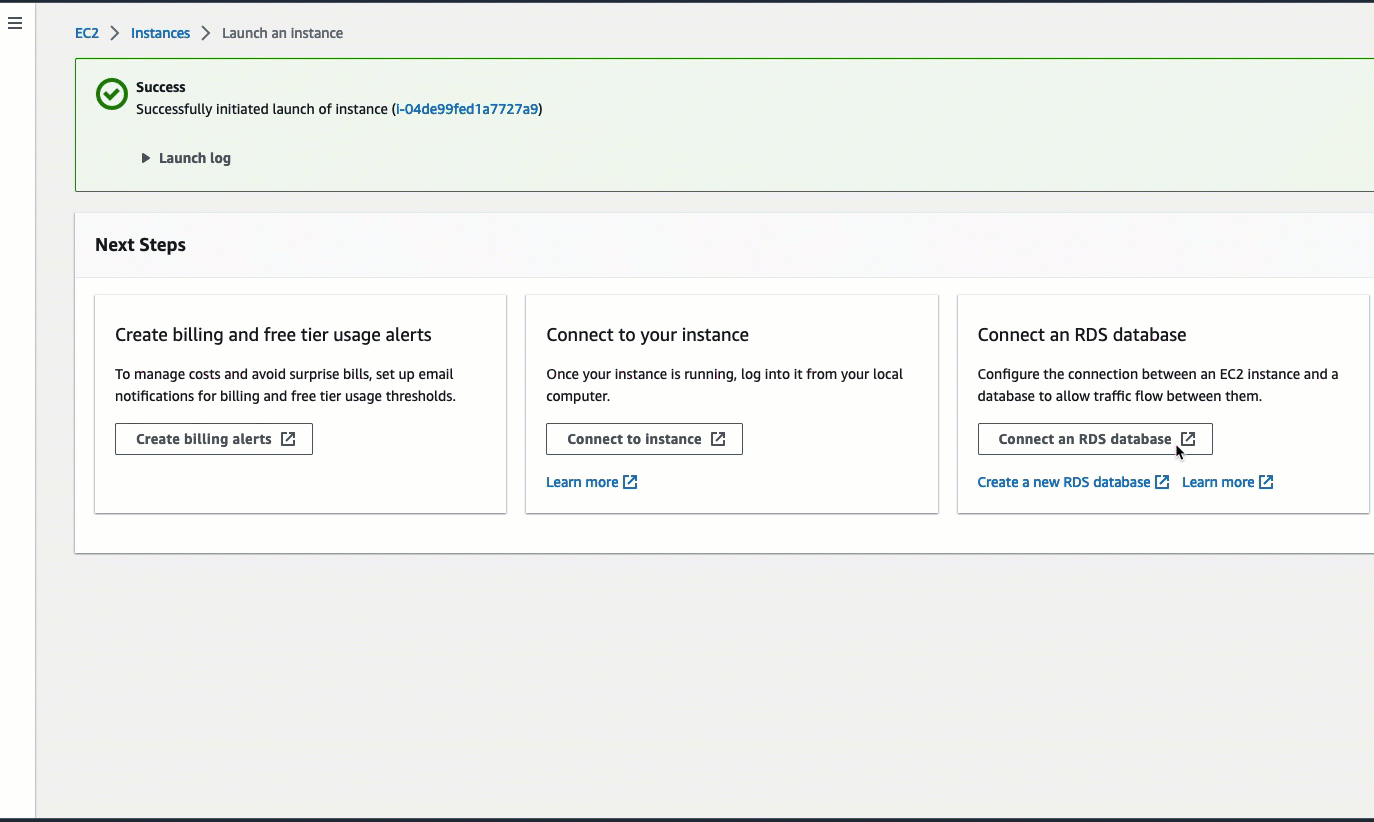 EC2 > Instances > Launch an instance
Success
Successfully initiated launch of instance (i-04de99fed1a7727a9)
Launch log
Next Steps
Create billing and free tier usage alerts
To manage costs and avoid surprise bills, set up email
notifications for billing and free tier usage thresholds.
Create billing alerts
Connect to your instance
Once your instance is running, log into it from your local
computer.
Connect to instance
Learn more
Connect an RDS database
Configure the connection between an EC2 instance and a
database to allow traffic flow between them.
Connect an RDS database
Create a new RDS database Learn more